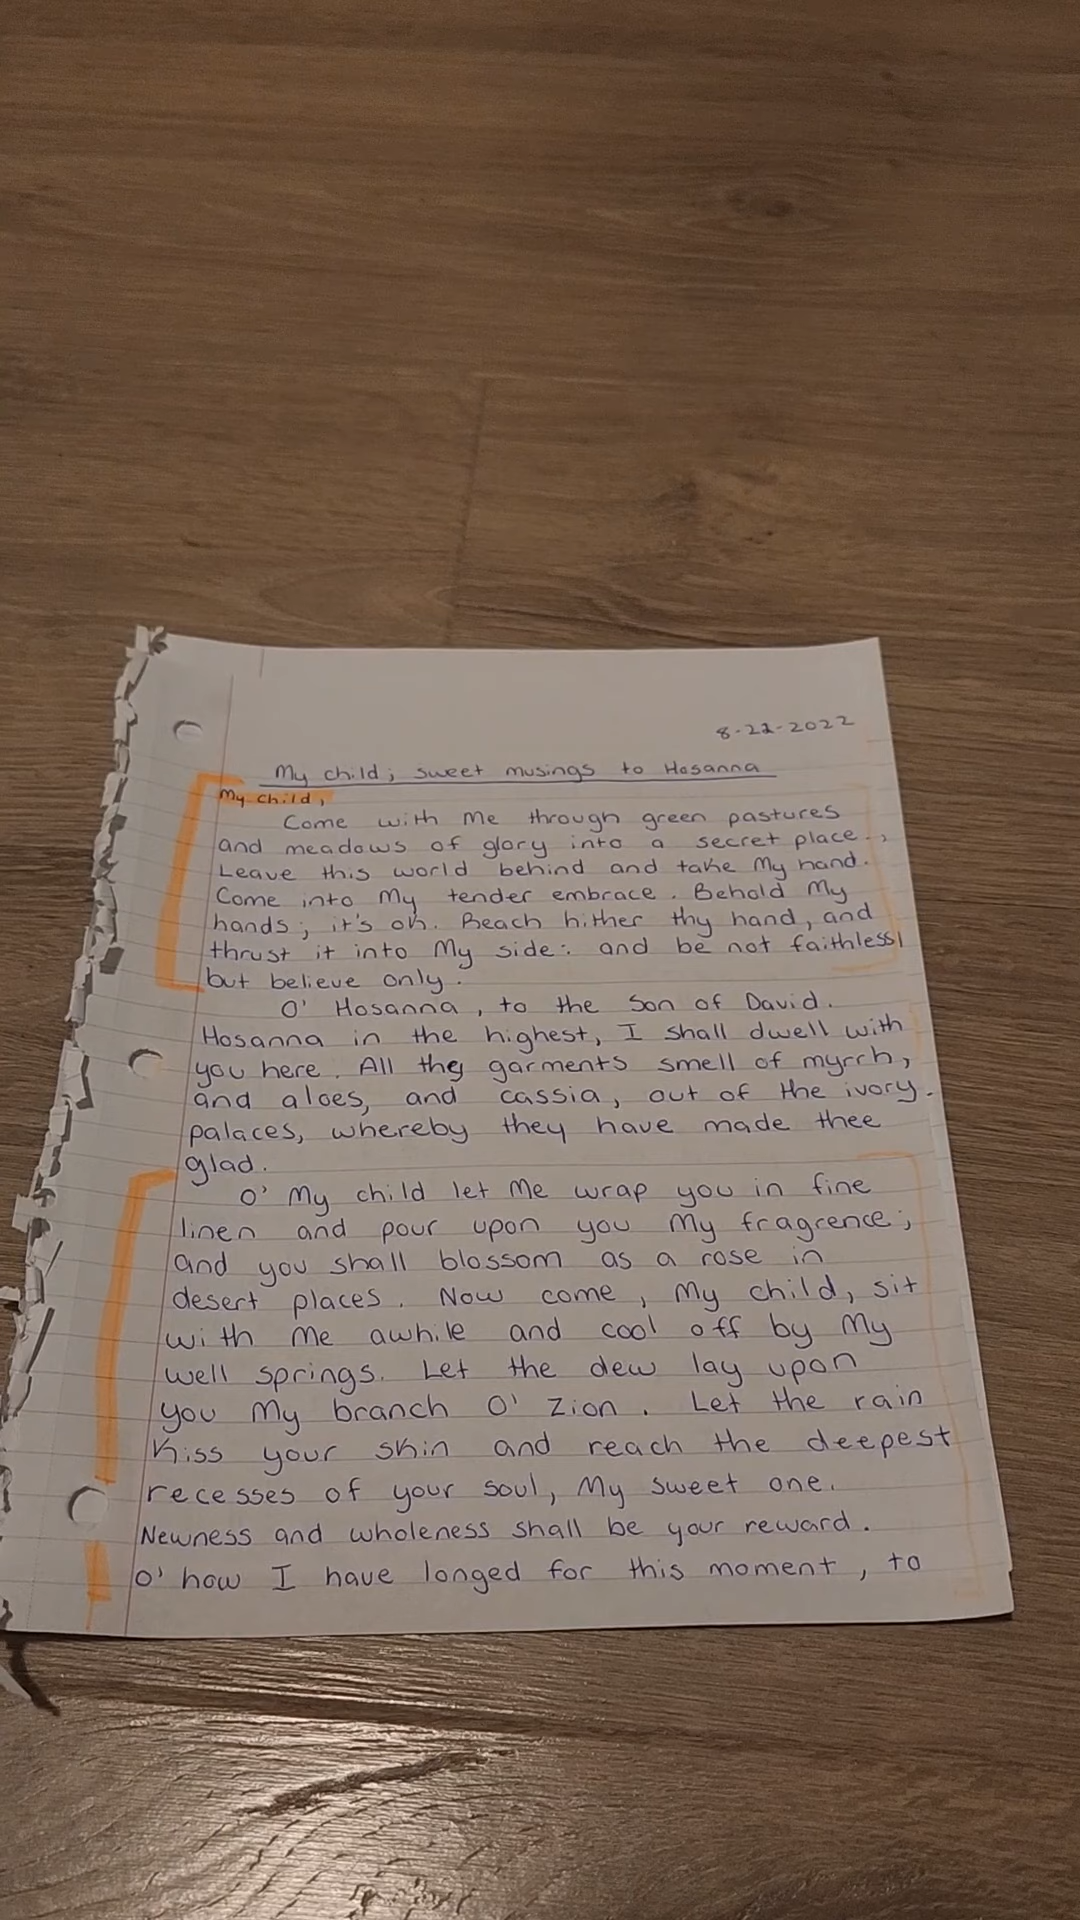 8-22-2022
My child; sweet musings to Hosanna
My child,
Come with Me through green pastures
and meadows of glory into a secret place.,
Leave this world behind and take My hand.
Come into My tender embrace. Behold My
hands; it's oh. Reach hither thy hand, and
thrust it into My side: and be not faithless
but believe only.
O' Hosanna, to the Son of David.
Hosanna in the highest, I shall dwell with
you here. All thy garments smell of myrrh,
and aloes, and cassia, out of the ivory
palaces, whereby they have made thee
glad.
O' My child let Me wrap you in fine
linen and pour upon you My fragrence;
and you shall blossom as a rose in
desert places. Now come, My child, sit
with Me awhile and cool off by My
well springs. Let the dew lay upon
you My branch O' Zion. Let the rain
kiss your skin and reach the deepest
recesses of your soul, My sweet one.
Newness and wholeness shall be your reward.
O' how I have longed for this moment, to